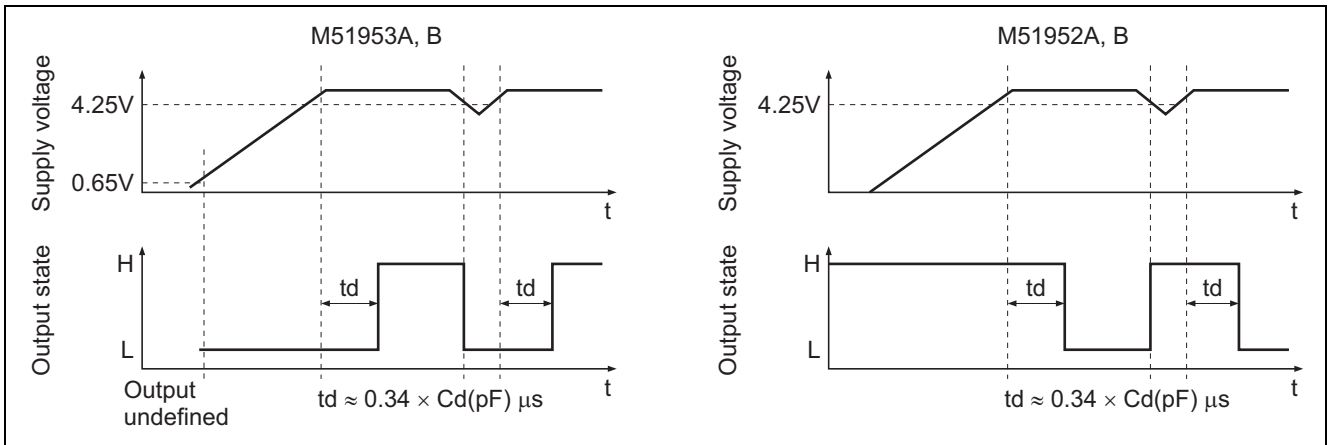 M51953A, B
Supply voltage
4.25V
0.65V
t
Output state
H
L
td
td
t
Output
undefined
td ≈ 0.34 × Cd(pF) μs
M51952A, B
Supply voltage
4.25V
t
Output state
H
L
td
td
t
td ≈ 0.34 × Cd(pF) μs